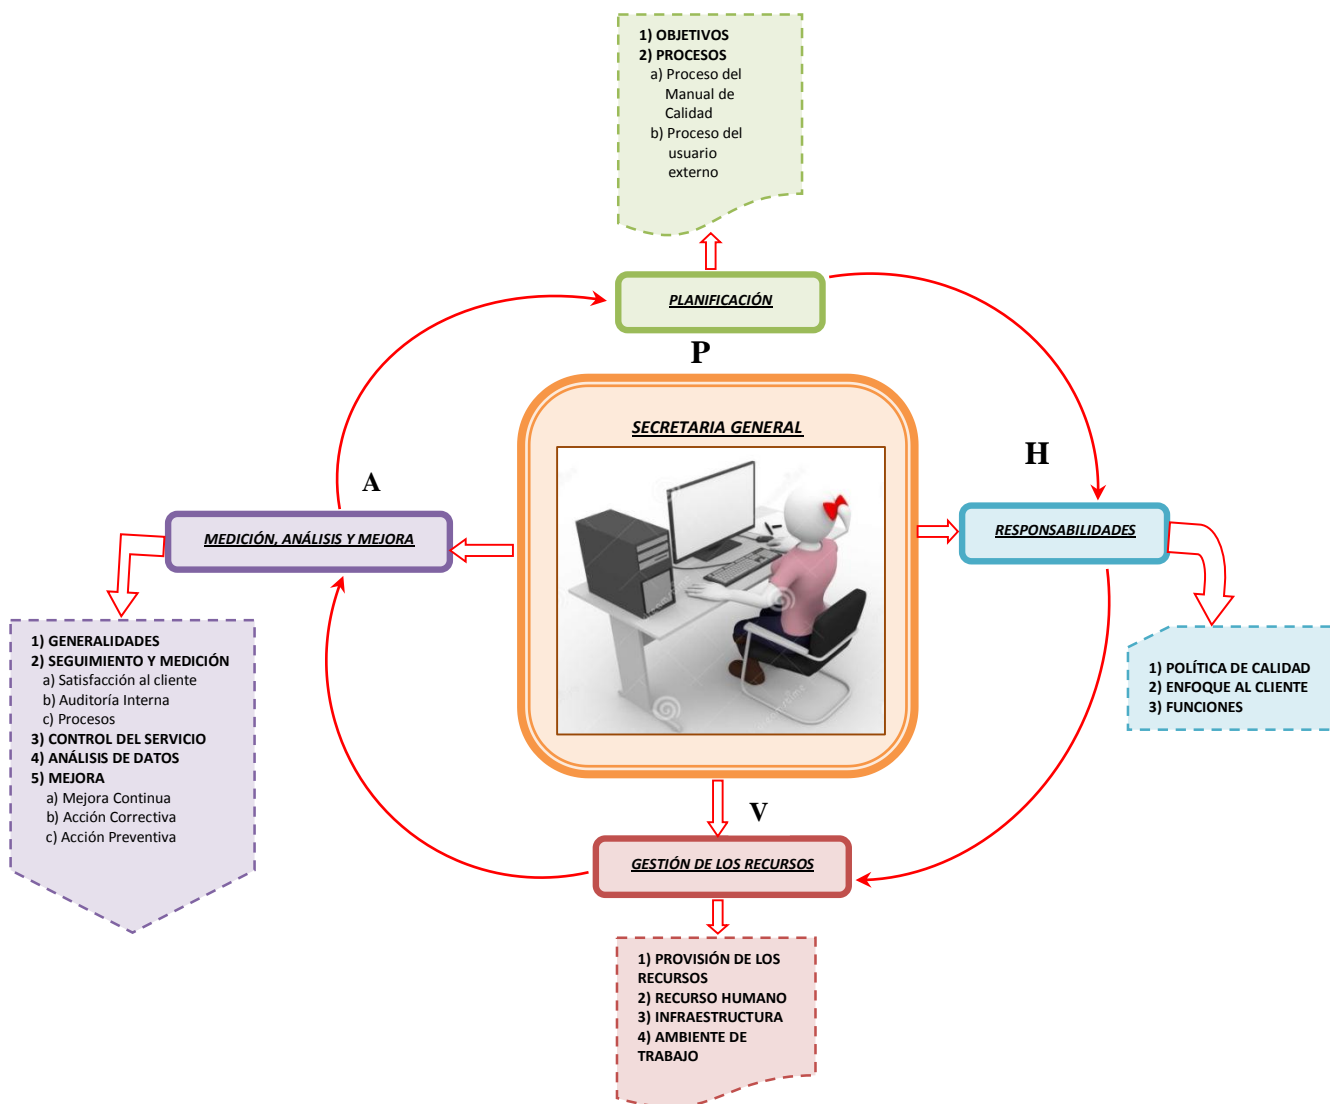 1) OBJETIVOS
2) PROCESOS
a) Proceso del
Manual de
Calidad
b) Proceso del
usuario
externo
PLANIFICACIÓN
P
SECRETARIA GENERAL
H
A
MEDICIÓN, ANÁLISIS Y MEJORA
RESPONSABILIDADES
1) GENERALIDADES
2) SEGUIMIENTO Y MEDICIÓN
a) Satisfacción al cliente
b) Auditoría Interna
c) Procesos
3) CONTROL DEL SERVICIO
4) ANÁLISIS DE DATOS
5) MEJORA
a) Mejora Continua
b) Acción Correctiva
c) Acción Preventiva
1) POLÍTICA DE CALIDAD
2) ENFOQUE AL CLIENTE
3) FUNCIONES
V
GESTIÓN DE LOS RECURSOS
1) PROVISIÓN DE LOS
RECURSOS
2) RECURSO HUMANO
3) INFRAESTRUCTURA
4) AMBIENTE DE
TRABAJO